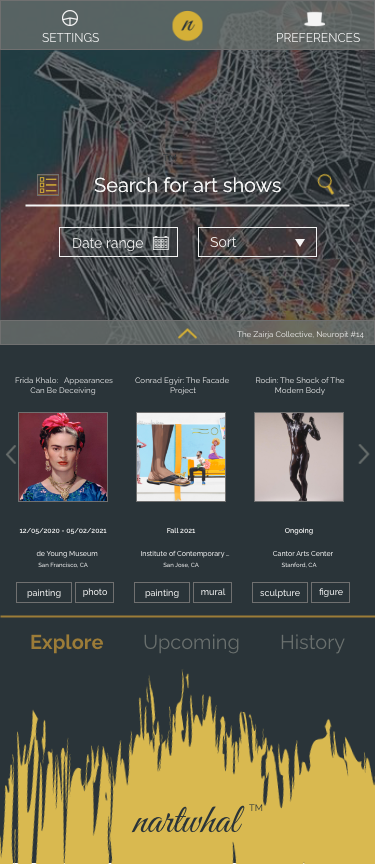 SETTINGS
n
PREFERENCES
Search for art shows
Date range
Sort
The Zairja Collective, Neuropit #14
Frida Khalo: Appearances
Can Be Deceiving
Conrad Egyir: The Facade
Project
Rodin: The Shock of The
Modern Body
12/05/2020 - 05/02/2021
Fall 2021
Ongoing
de Young Museum
San Francisco, CA
Institute of Contemporary...
San Jose, CA
Cantor Arts Center
Stanford, CA
painting
photo
painting
mural
sculpture
figure
Explore
Upcoming
History
nartwhal TM